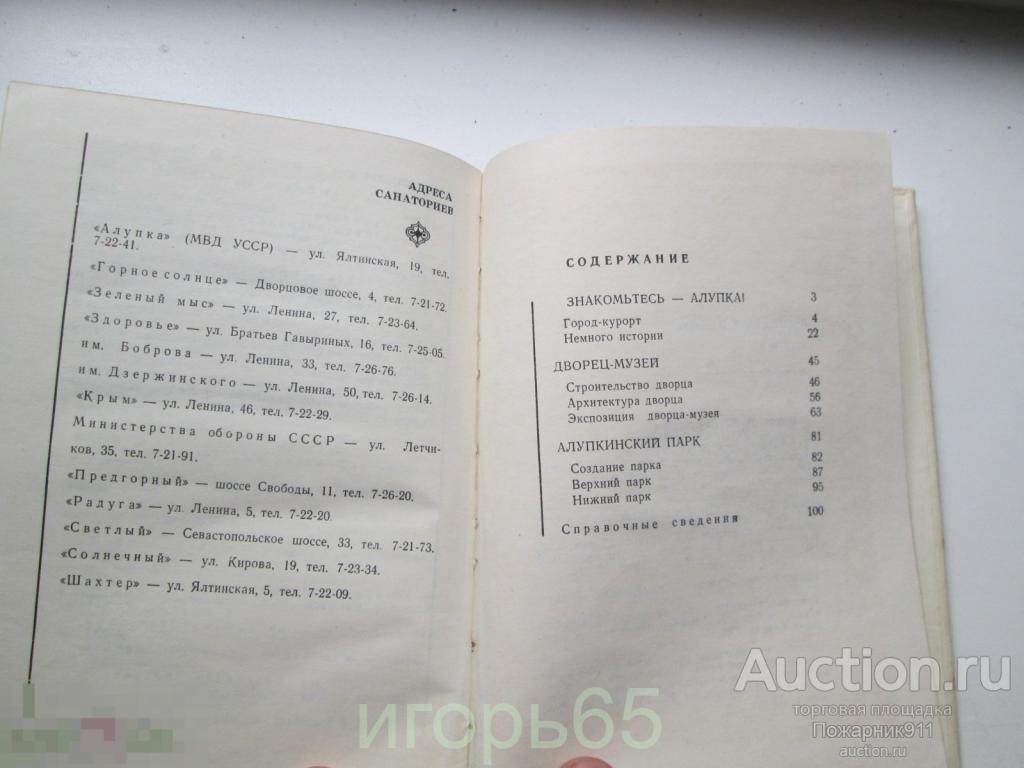 АДРЕСА
САНАТОРИЕВ
«Алупка» (МВД УССР) — ул. Ялтинская, 19, тел.
7-22-41.
«Горное солнце» — Дворцовое шоссе, 4, тел. 7-21-72.
«Зеленый мыс» — ул. Ленина, 27, тел. 7-23-64.
«Здоровье» — ул. Братьев Гавыриных, 16, тел. 7-25-05.
им. Боброва — ул. Ленина, 33, тел. 7-26-76.
им. Дзержинского — ул. Ленина, 50, тел. 7-26-14.
«Крым» — ул. Ленина, 46, тел. 7-22-29.
Министерства обороны СССР — ул. Летчи-
ков, 35, тел. 7-21-91.
«Предгорный» — шоссе Свободы, 11, тел. 7-26-20.
«Радуга» — ул. Ленина, 5, тел. 7-22-20.
«Светлый» — Севастопольское шоссе, 33, тел. 7-21-73.
«Солнечный» — ул. Кирова, 19, тел. 7-23-34.
«Шахтер» — ул. Ялтинская, 5, тел. 7-22-09.
СОДЕРЖАНИЕ
ЗНАКОМЬТЕСЬ — АЛУПКА! 3
Город-курорт 4
Немного истории 22
ДВОРЕЦ-МУЗЕЙ 45
Строительство дворца 46
Архитектура дворца 56
Экспозиция дворца-музея 63
АЛУПКИНСКИЙ ПАРК 81
Создание парка 82
Верхний парк 87
Нижний парк 95
Справочные сведения 100
Auction.ru
торговая площадка
Пожарник911
auction.ru
игорь65